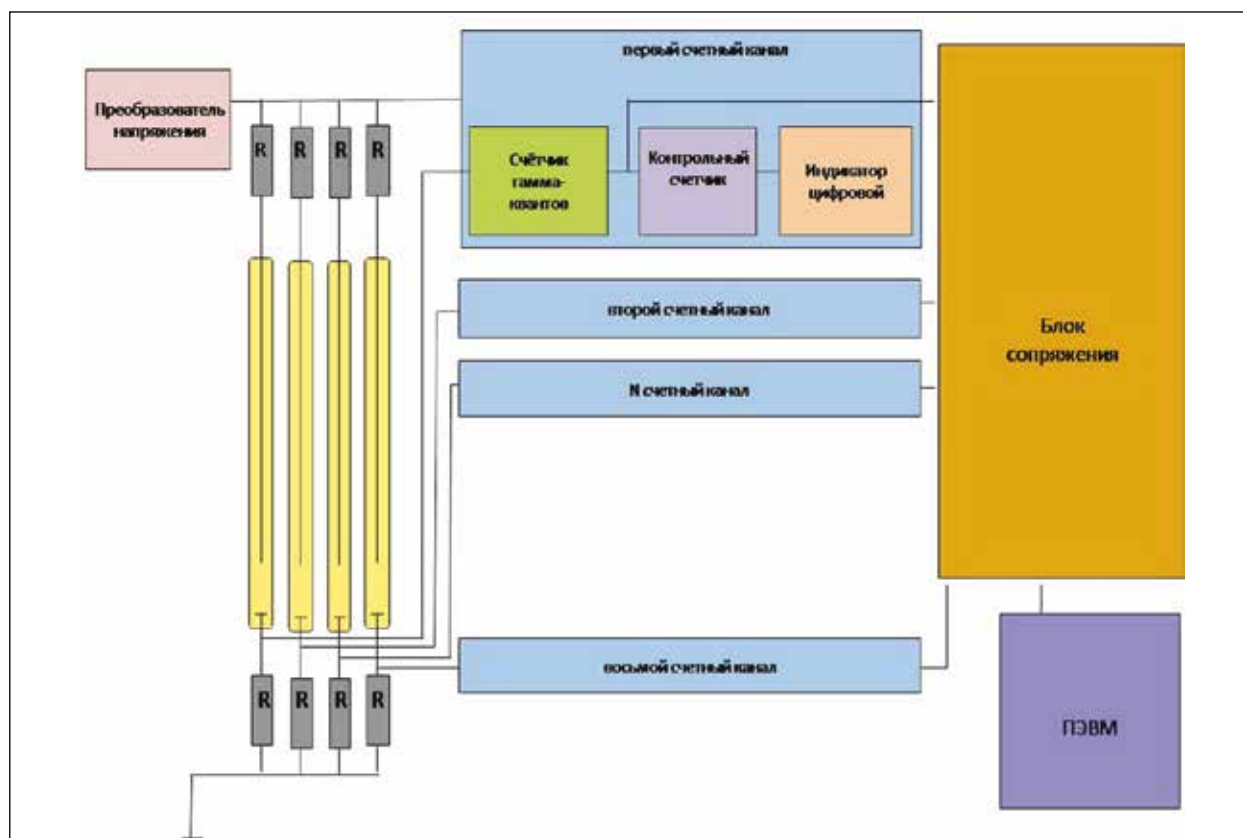 первый счетный канал
Преобразователь
напряжения
R
R
R
R
Счётчик
гамма-
квантов
Контрольный
счетчик
Индикатор
цифровой
второй счетный канал
N счетный канал
Блок
сопряжения
восьмой счетный канал
R
R
R
R
ПЭВМ